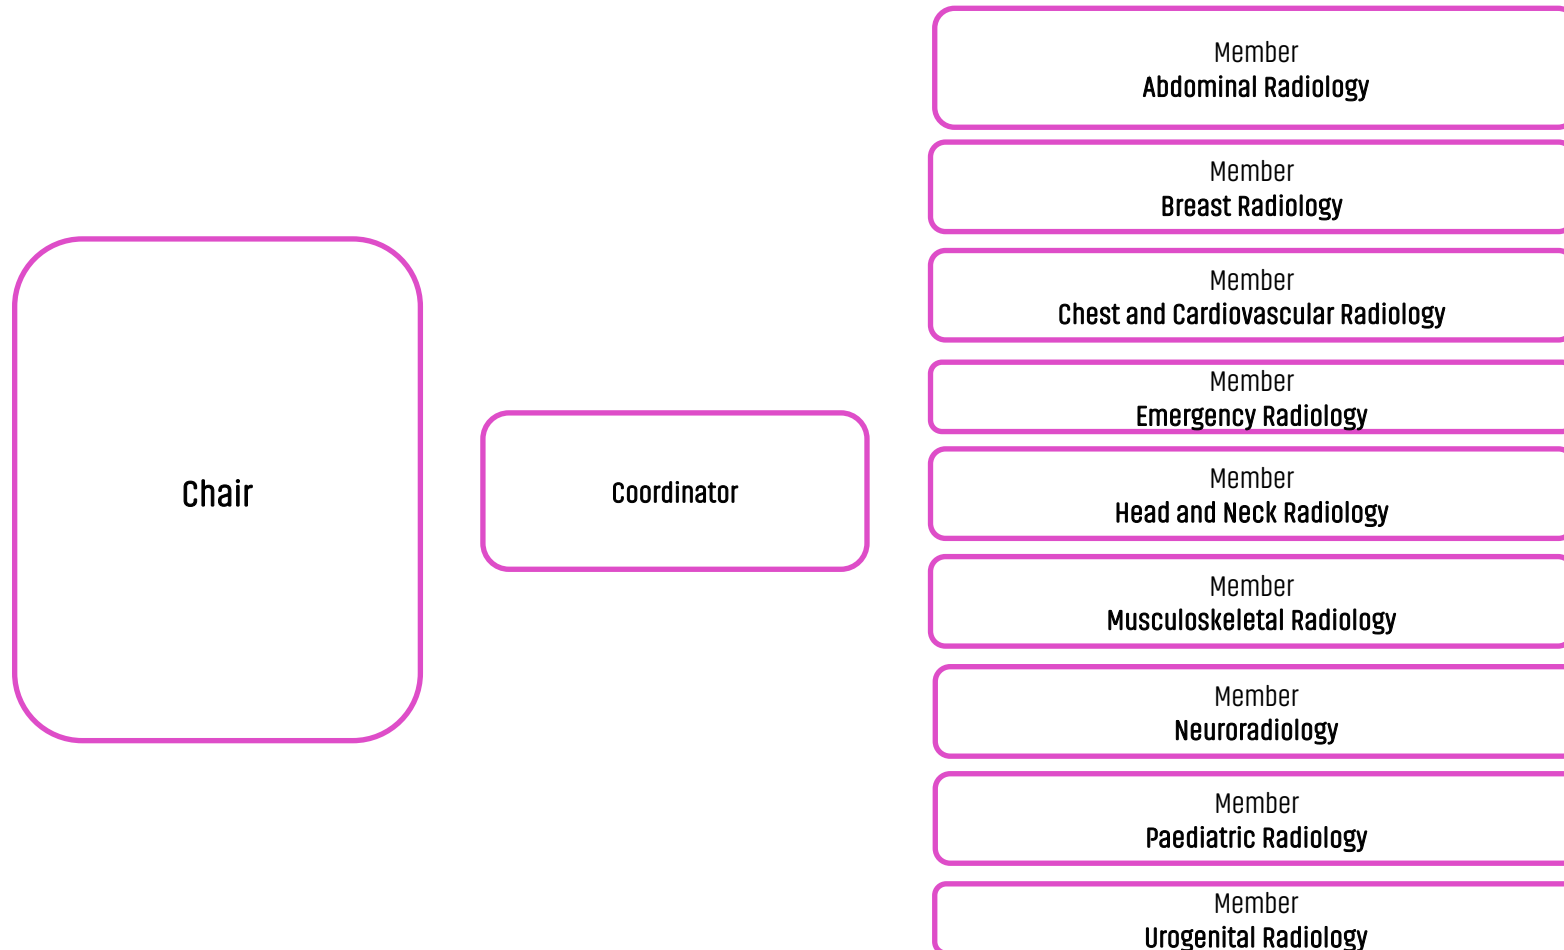 Chair
Coordinator
Member
Abdominal Radiology
Member
Breast Radiology
Member
Chest and Cardiovascular Radiology
Member
Emergency Radiology
Member
Head and Neck Radiology
Member
Musculoskeletal Radiology
Member
Neuroradiology
Member
Paediatric Radiology
Member
Urogenital Radiology